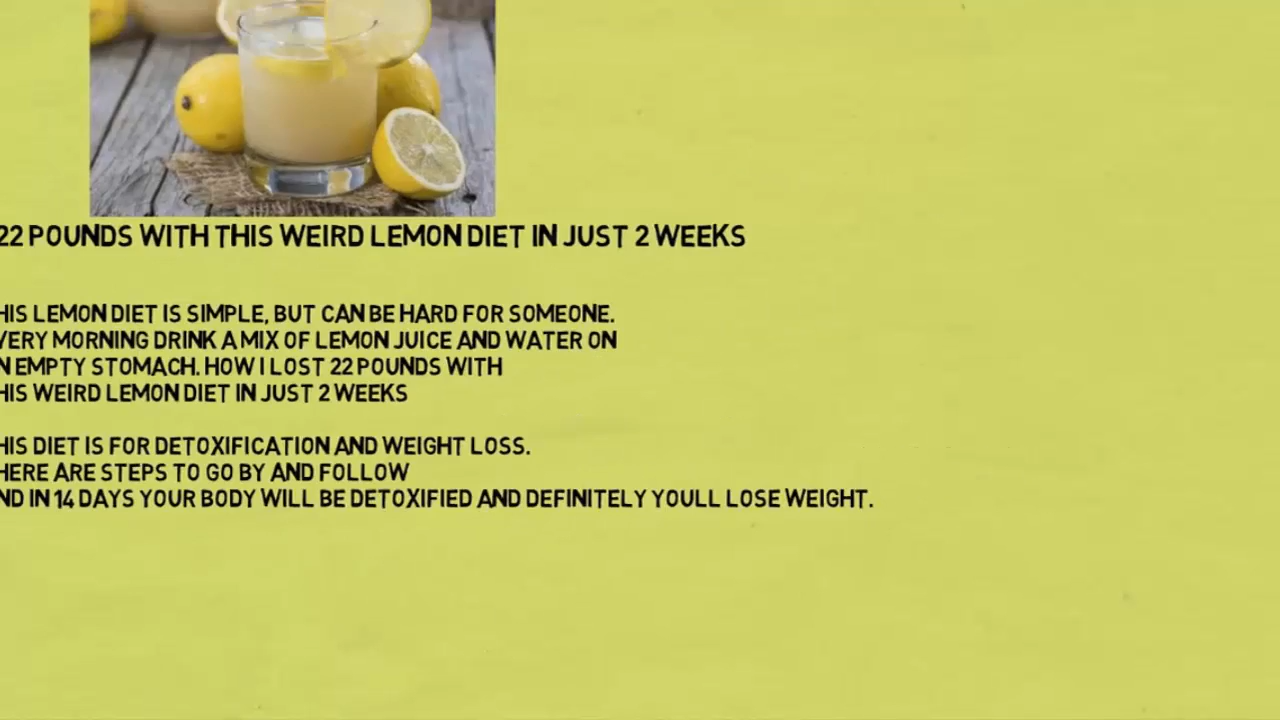 22 POUNDS WITH THIS WEIRD LEMON DIET IN JUST 2 WEEKS
HIS LEMON DIET IS SIMPLE, BUT CAN BE HARD FOR SOMEONE.
VERY MORNING DRINK A MIX OF LEMON JUICE AND WATER ON
N EMPTY STOMACH. HOW I LOST 22 POUNDS WITH
HIS WEIRD LEMON DIET IN JUST 2 WEEKS
HIS DIET IS FOR DETOXIFICATION AND WEIGHT LOSS.
HERE ARE STEPS TO GO BY AND FOLLOW
ND IN 14 DAYS YOUR BODY WILL BE DETOXIFIED AND DEFINITELY YOULL LOSE WEIGHT.